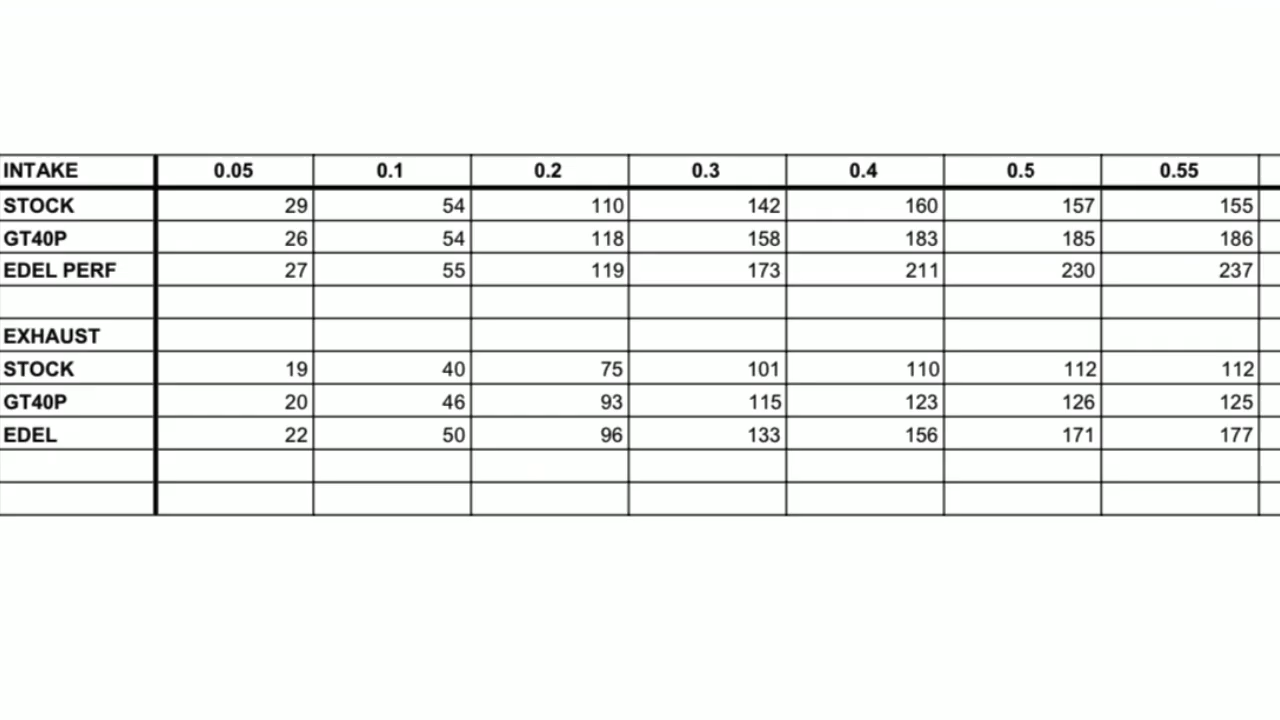 INTAKE 0.05 0.1 0.2 0.3 0.4 0.5 0.55
STOCK 29 54 110 142 160 157 155
GT40P 26 54 118 158 183 185 186
EDEL PERF 27 55 119 173 211 230 237
EXHAUST
STOCK 19 40 75 101 110 112 112
GT40P 20 46 93 115 123 126 125
EDEL 22 50 96 133 156 171 177